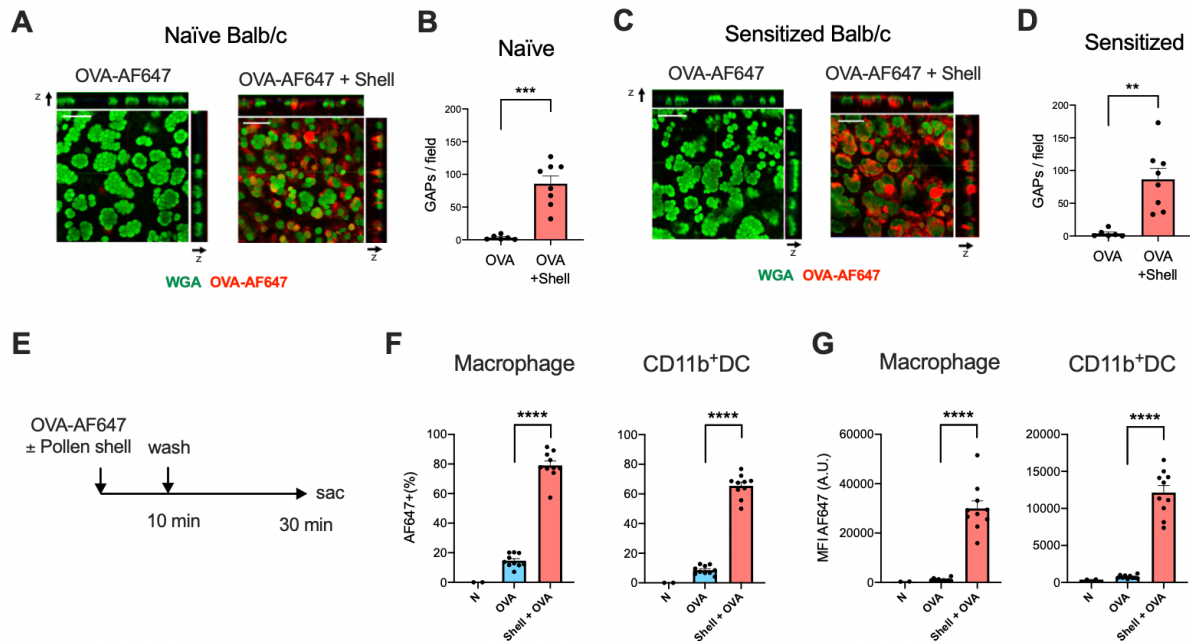 A
Naïve Balb/c
OVA-AF647
OVA-AF647 + Shell
z
z
z
WGA OVA-AF647
B
Naïve
***
GAPs / field
200
150
100
50
0
OVA
OVA
+Shell
C
Sensitized Balb/c
OVA-AF647
OVA-AF647 + Shell
z
z
z
WGA OVA-AF647
D
Sensitized
**
GAPs / field
200
150
100
50
0
OVA
OVA
+Shell
E
OVA-AF647
± Pollen shell
wash
sac
10 min
30 min
F
Macrophage
****
AF647+(%)
100
80
60
40
20
0
N
OVA
Shell + OVA
CD11b+DC
****
100
80
60
40
20
0
N
OVA
Shell + OVA
G
Macrophage
****
MFI AF647 (A.U.)
60000
40000
20000
0
N
OVA
Shell + OVA
CD11b+DC
****
20000
15000
10000
5000
0
N
OVA
Shell + OVA